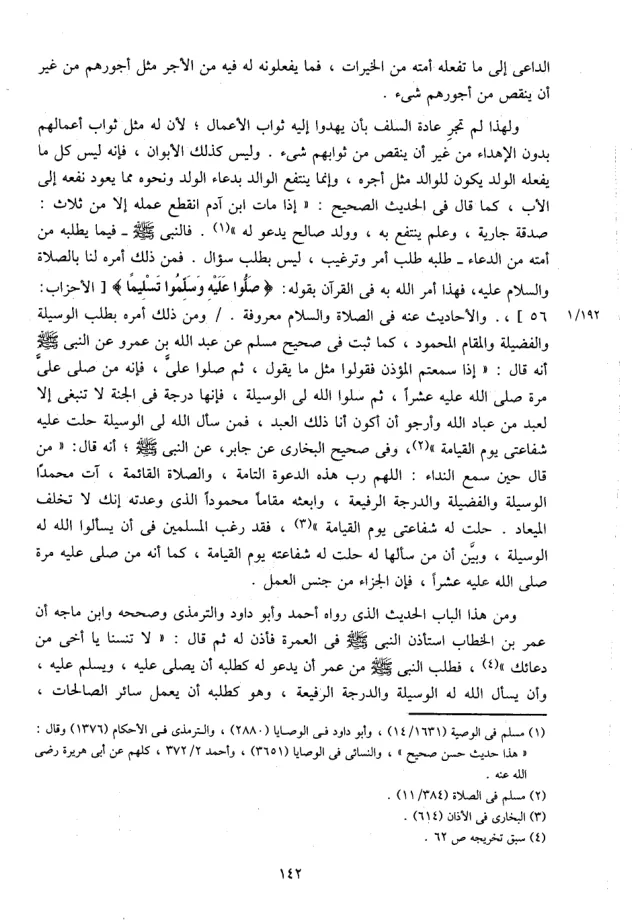 الداعى إلى ما تفعله أمته من الخيرات ، فما يفعلونه له فيه من الأجر مثل أجورهم من غير
أن ينقص من أجورهم شىء .
ولهذا لم تجرِ عادة السلف بأن يهدوا إليه ثواب الأعمال ؛ لأن له مثل ثواب أعمالهم
بدون الإهداء من غير أن ينقص من ثوابهم شىء . وليس كذلك الأبوان ، فإنه ليس كل ما
يفعله الولد يكون للوالد مثل أجره ، وإنما ينتفع الوالد بدعاء الولد ونحوه مما يعود نفعه إلى
الأب ، كما قال فى الحديث الصحيح : « إذا مات ابن آدم انقطع عمله إلا من ثلاث :
صدقة جارية ، وعلم ينتفع به ، وولد صالح يدعو له »(١) . فالنبى ﷺ ـ فيما يطلبه من
أمته من الدعاء ـ طلبه طلب أمر وترغيب ، ليس بطلب سؤال . فمن ذلك أمره لنا بالصلاة
والسلام عليه، فهذا أمر الله به فى القرآن بقوله: ﴿ صَلُّوا عَلَيْهِ وَسَلِّمُوا تَسْلِيمًا ﴾ [ الأحزاب:
٥٦ ] ،. والأحاديث عنه فى الصلاة والسلام معروفة . / ومن ذلك أمره بطلب الوسيلة
١/١٩٢
والفضيلة والمقام المحمود ، كما ثبت فى صحيح مسلم عن عبد الله بن عمرو عن النبى ﷺ
أنه قال : « إذا سمعتم المؤذن فقولوا مثل ما يقول ، ثم صلوا علىَّ ، فإنه من صلى علىَّ
مرة صلى الله عليه عشراً ، ثم سلوا الله لى الوسيلة ، فإنها درجة فى الجنة لا تنبغى إلا
لعبد من عباد الله وأرجو أن أكون أنا ذلك العبد ، فمن سأل الله لى الوسيلة حلت عليه
شفاعتى يوم القيامة »(٢)، وفى صحيح البخارى عن جابر، عن النبى ﷺ ؛ أنه قال: « من
قال حين سمع النداء : اللهم رب هذه الدعوة التامة ، والصلاة القائمة ، آت محمداً
الوسيلة والفضيلة والدرجة الرفيعة ، وابعثه مقاماً محموداً الذى وعدته إنك لا تخلف
الميعاد . حلت له شفاعتى يوم القيامة »(٣) ، فقد رغب المسلمين فى أن يسألوا الله له
الوسيلة ، وبيَّن أن من سألها له حلت له شفاعته يوم القيامة ، كما أنه من صلى عليه مرة
صلى الله عليه عشراً ، فإن الجزاء من جنس العمل .
ومن هذا الباب الحديث الذى رواه أحمد وأبو داود والترمذى وصححه وابن ماجه أن
عمر بن الخطاب استأذن النبى ﷺ فى العمرة فأذن له ثم قال : « لا تنسنا يا أخى من
دعائك »(٤) ، فطلب النبى ﷺ من عمر أن يدعو له كطلبه أن يصلى عليه ، ويسلم عليه ،
وأن يسأل الله له الوسيلة والدرجة الرفيعة ، وهو كطلبه أن يعمل سائر الصالحات ،
(١) مسلم فى الوصية (١٤/١٦٣١) ، وأبو داود فى الوصايا (٢٨٨٠) ، والترمذى فى الأحكام (١٣٧٦) وقال :
« هذا حديث حسن صحيح » ، والنسائى فى الوصايا (٣٦٥١) ، وأحمد ٣٧٢/٢ ، كلهم عن أبى هريرة رضى
الله عنه .
(٢) مسلم فى الصلاة (١١/٣٨٤) .
(٣) البخارى فى الأذان (٦١٤) .
(٤) سبق تخريجه ص ٦٢ .
١٤٢